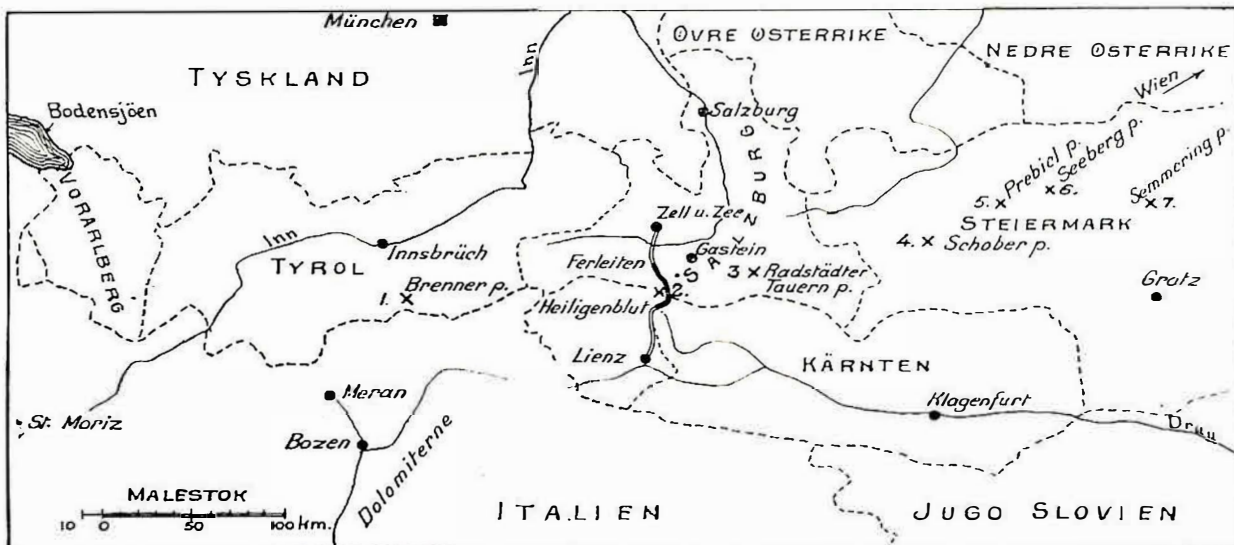 München
TYSKLAND
Inn
ØVRE ØSTERRIKE
NEDRE ØSTERRIKE
Wien
Bodensjöen
VORARLBERG
Salzburg
SALZBURG
Prebicl p.
Seeberg p.
Semmering p.
5.
6.
7.
STEIERMARK
4.
Schober p.
Zell u. Zee
Inn
Innsbrüch
TYROL
Gastein
Ferleiten
3
Radstädter
Tauern p.
1.
Brenner p.
2.
Heiligenblut
Gratz
Lienz
KÄRNTEN
Meran
St. Moriz
Klagenfurt
Drau
Bozen
Dolomiterne
MALESTOK
10 0 50 100 km.
ITALIEN
JUGO SLOVIEN